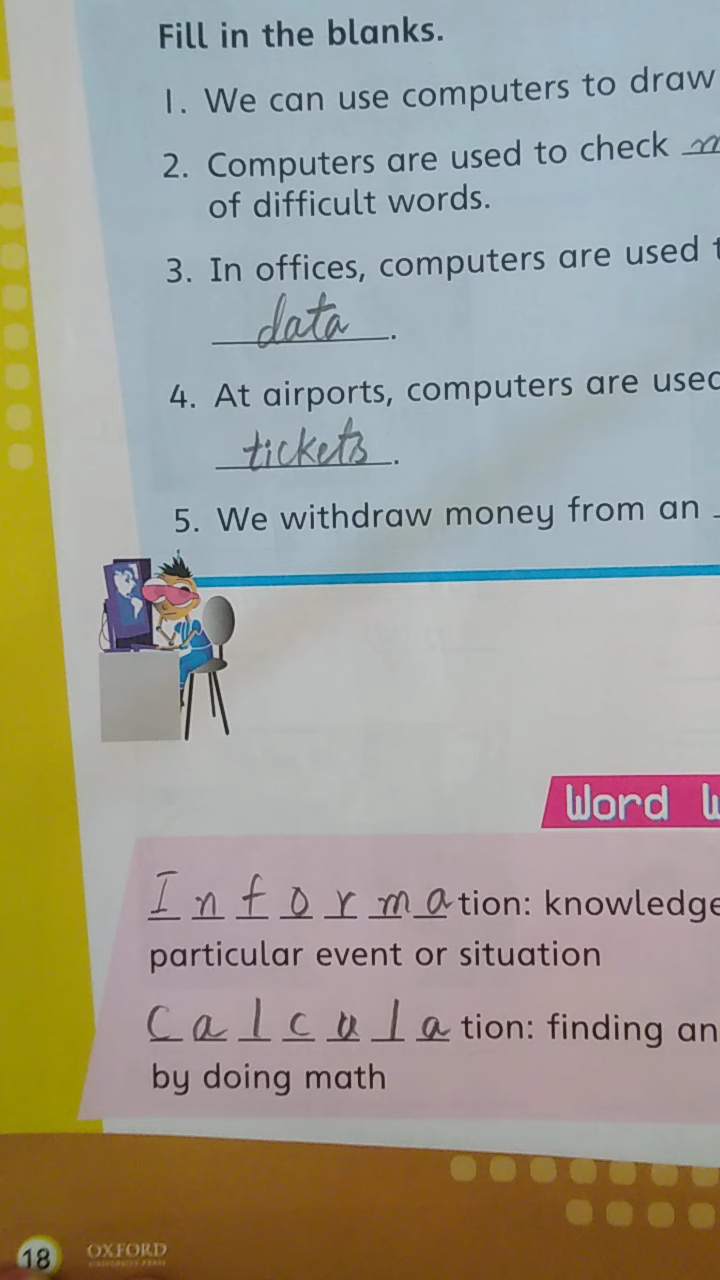 Fill in the blanks.
1. We can use computers to draw
2. Computers are used to check
of difficult words.
3. In offices, computers are used
data.
4. At airports, computers are used
tickets.
5. We withdraw money from an
Word
Information: knowledge
particular event or situation
Calculation: finding an
by doing math
18 OXFORD
UNIVERSITY PRESS